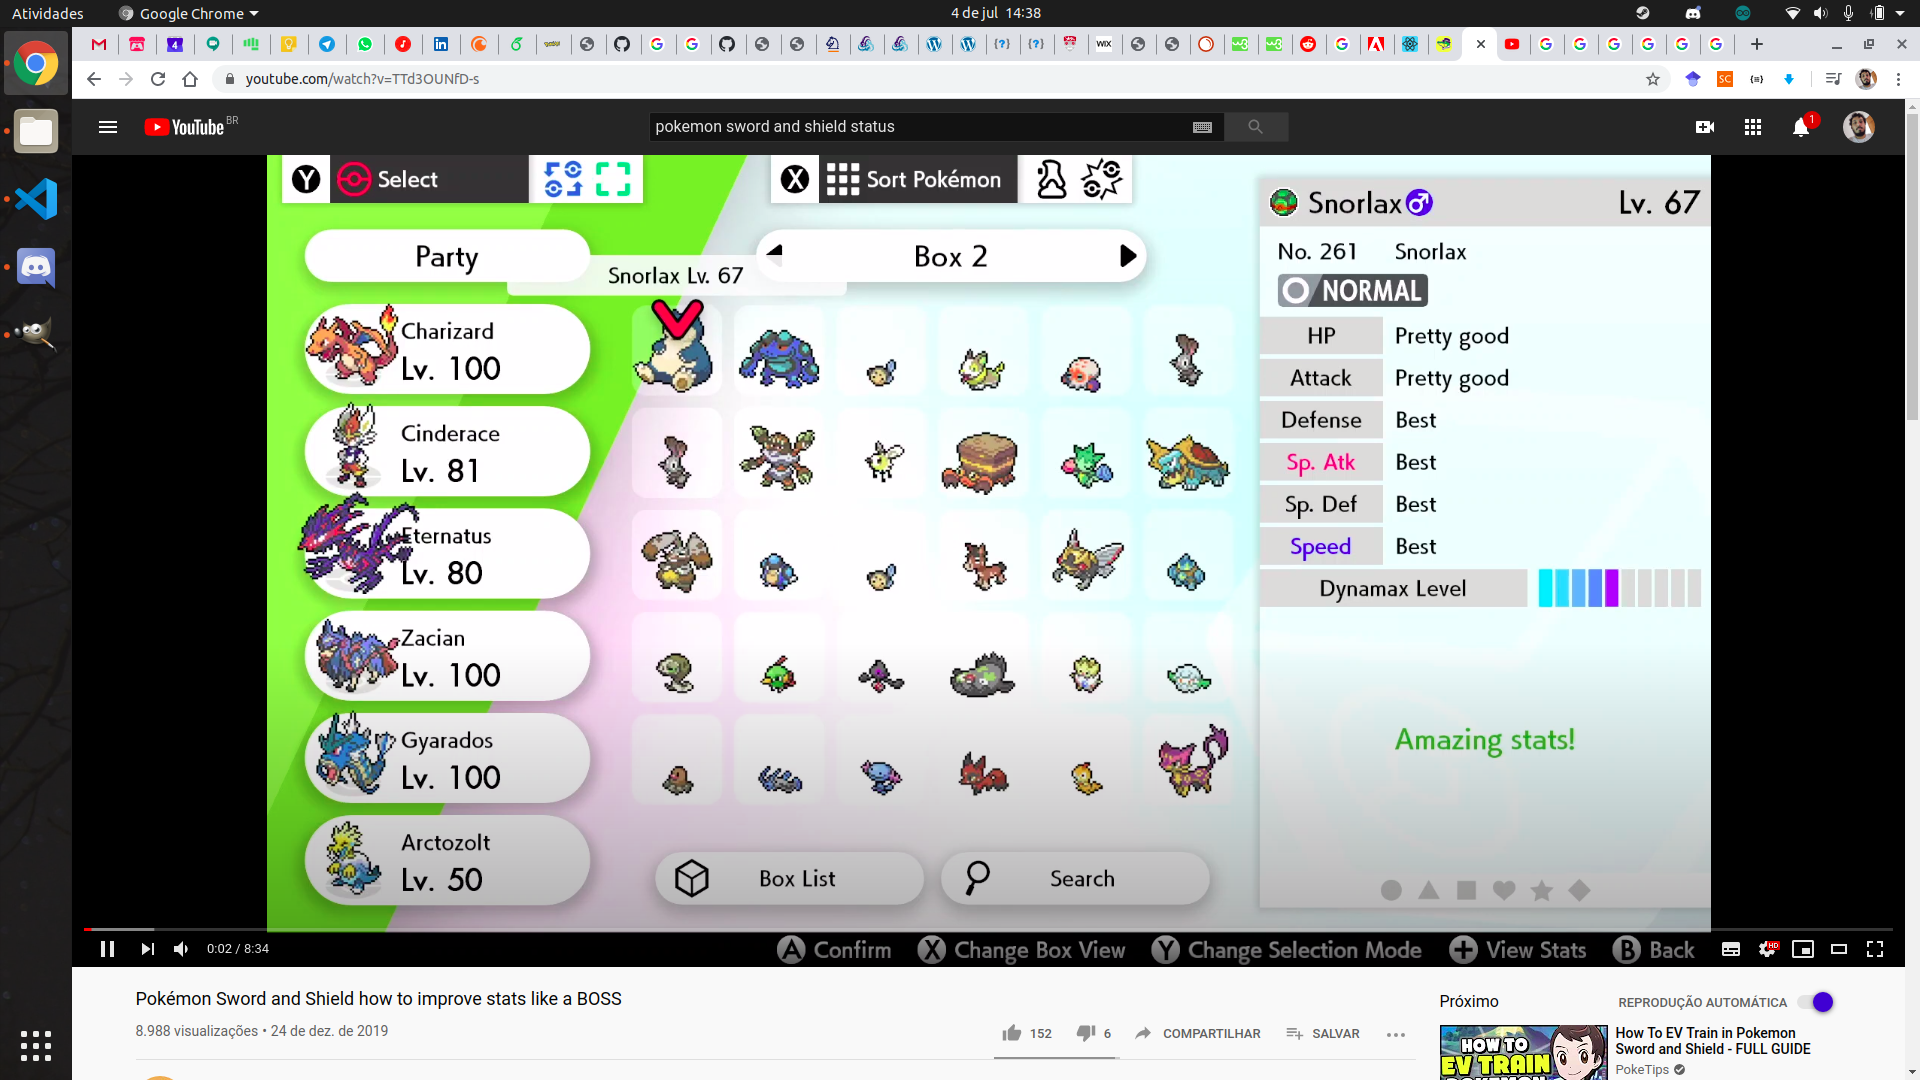 Atividades
Google Chrome
4 de jul 14:38
youtube.com/watch?v=TTd3OUNfD-s
YouTube BR
pokemon sword and shield status
1
Y Select
X Sort Pokémon
Party
Box 2
Snorlax Lv. 67
Charizard
Lv. 100
Cinderace
Lv. 81
Eternatus
Lv. 80
Zacian
Lv. 100
Gyarados
Lv. 100
Arctozolt
Lv. 50
Box List
Search
Snorlax Lv. 67
No. 261 Snorlax
NORMAL
HP Pretty good
Attack Pretty good
Defense Best
Sp. Atk Best
Sp. Def Best
Speed Best
Dynamax Level
Amazing stats!
0:02 / 8:34
A Confirm X Change Box View Y Change Selection Mode + View Stats B Back
HD
Pokémon Sword and Shield how to improve stats like a BOSS
8.988 visualizações • 24 de dez. de 2019
152 6 COMPARTILHAR SALVAR
Próximo REPRODUÇÃO AUTOMÁTICA
HOW TO
EV TRAIN
How To EV Train in Pokemon
Sword and Shield - FULL GUIDE
PokeTips